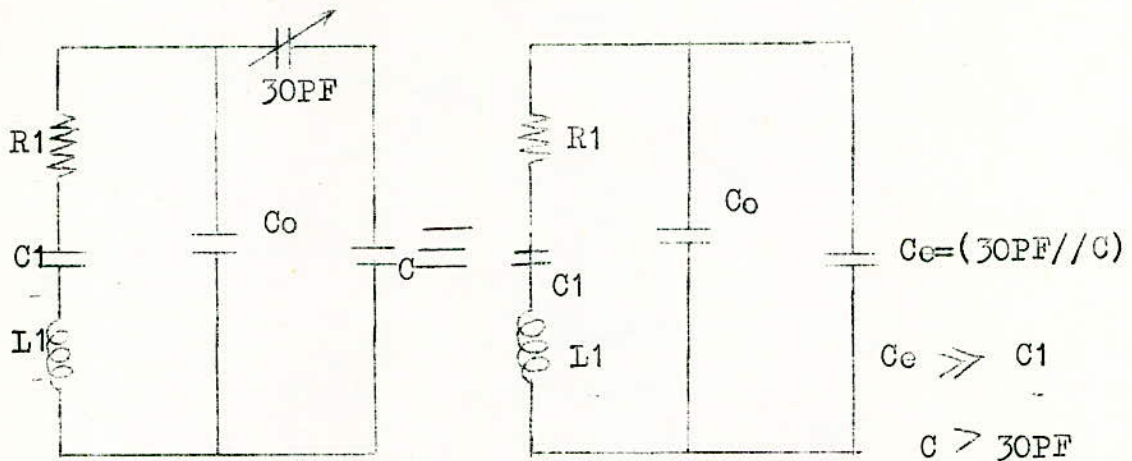 30PF
R1
Co
C1
C
L1
R1
Co
C1
L1
Ce=(30PF//C)
Ce ≫ C1
C > 30PF